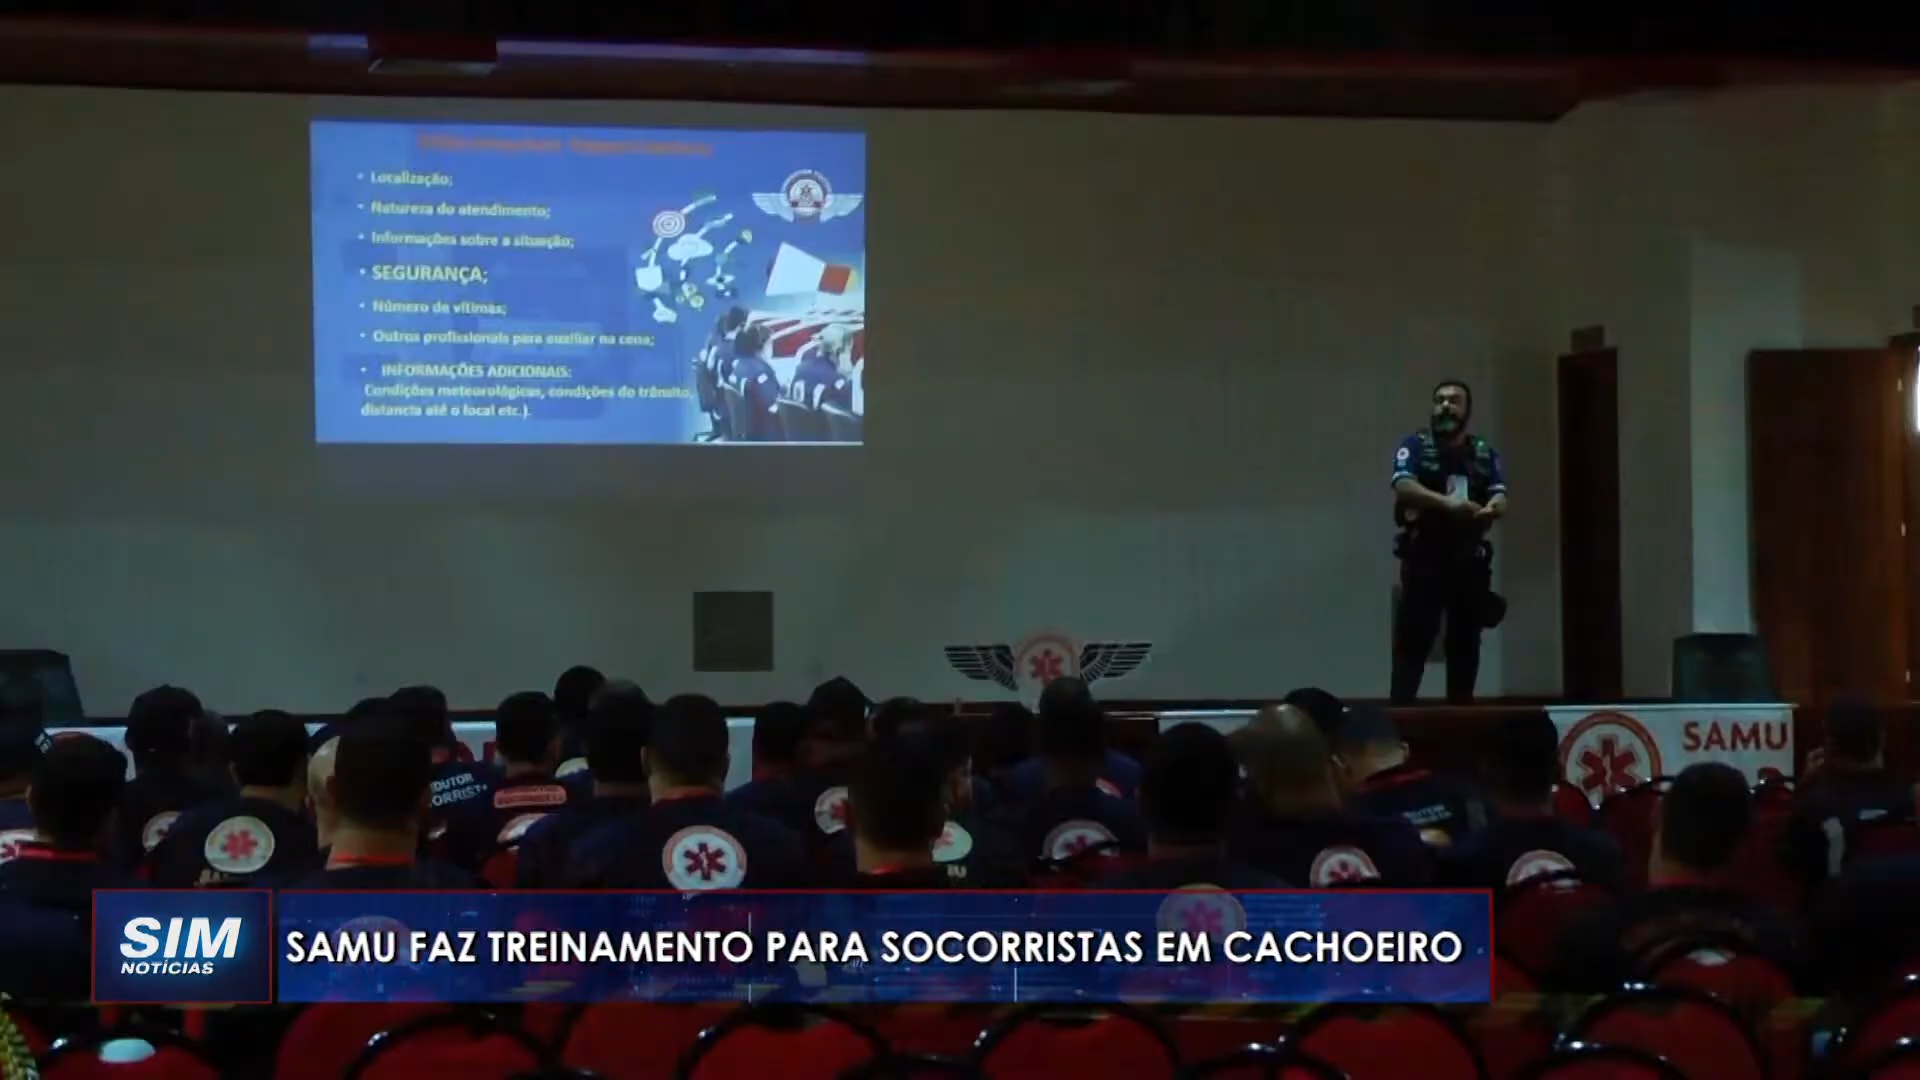 • Localização;
• Natureza do atendimento;
• Informações sobre a situação;
• SEGURANÇA;
• Número de vítimas;
• Outros profissionais para auxiliar na cena;
• INFORMAÇÕES ADICIONAIS:
Condições meteorológicas, condições do trânsito,
distancia até o local etc.).
SAMU
SIM
NOTÍCIAS
SAMU FAZ TREINAMENTO PARA SOCORRISTAS EM CACHOEIRO